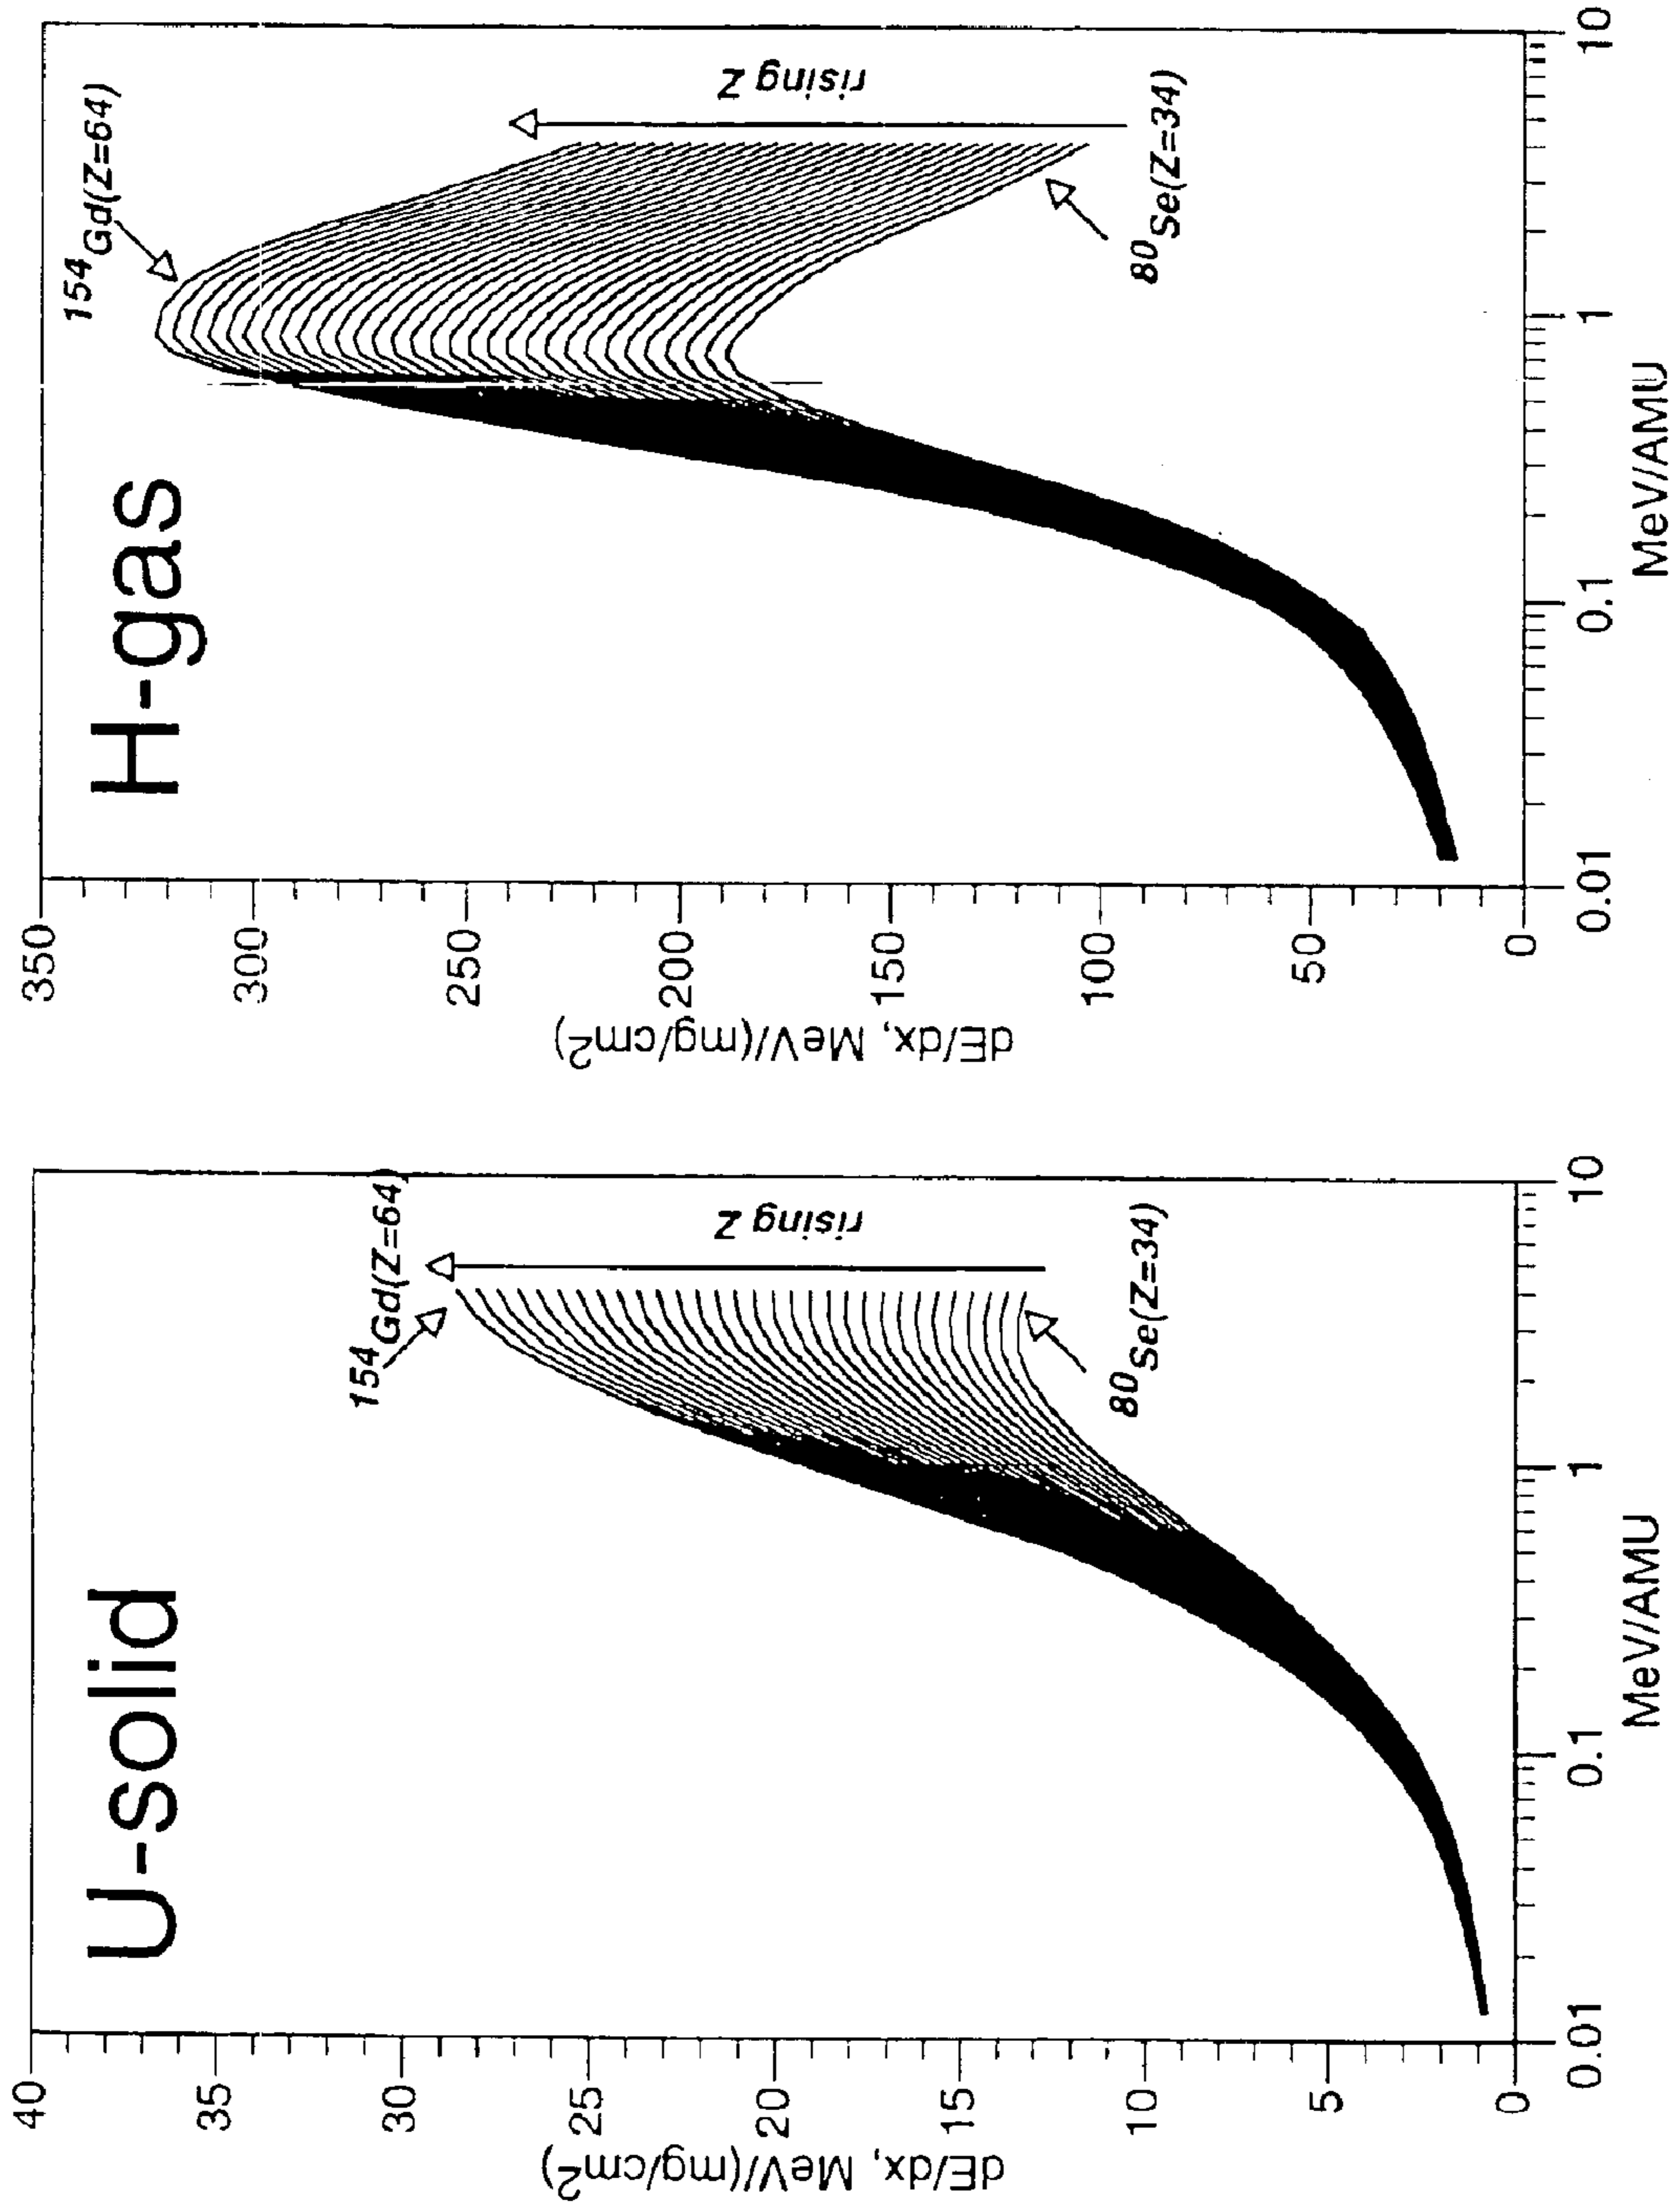 U-solid
40
35
30
25
20
15
10
5
0
dE/dx, MeV/(mg/cm²)
0.01
0.1
1
10
MeV/AMU
¹⁵⁴Gd(Z=64)
rising Z
⁸⁰Se(Z=34)
H-gas
350
300
250
200
150
100
50
0
dE/dx, MeV/(mg/cm²)
0.01
0.1
1
10
MeV/AMU
¹⁵⁴Gd(Z=64)
rising Z
⁸⁰Se(Z=34)